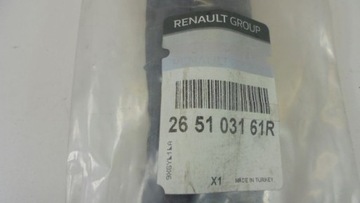 RENAULT GROUP
26 51 031 61R
X1
MADE IN TURKEY